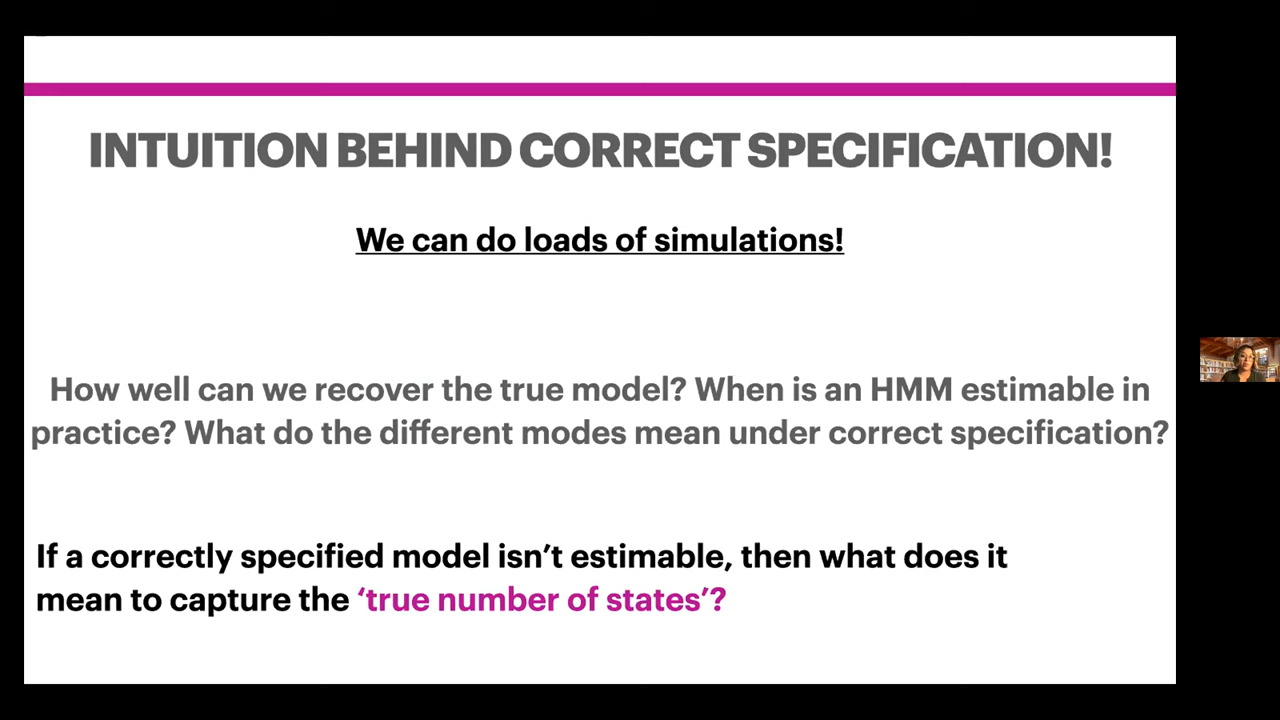 INTUITION BEHIND CORRECT SPECIFICATION!
We can do loads of simulations!
How well can we recover the true model? When is an HMM estimable in
practice? What do the different modes mean under correct specification?
If a correctly specified model isn’t estimable, then what does it
mean to capture the ‘true number of states’?